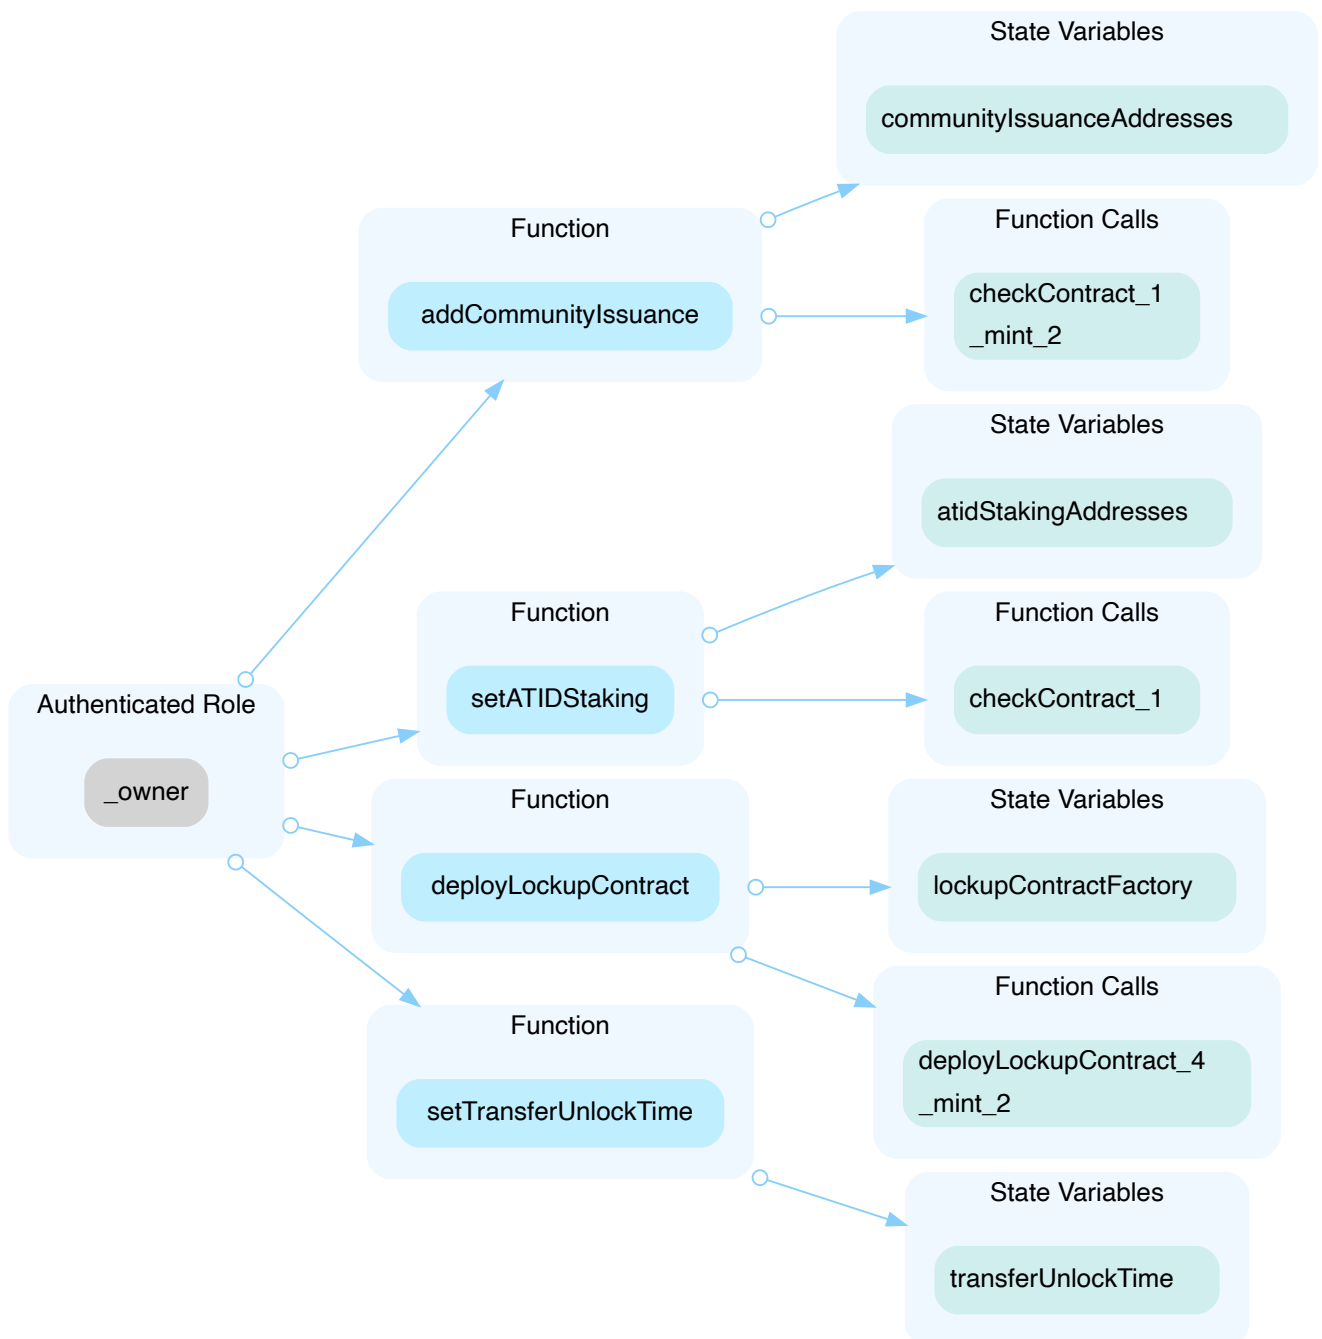 State Variables
communityIssuanceAddresses
Function
addCommunityIssuance
Function Calls
checkContract_1
_mint_2
State Variables
atidStakingAddresses
Function
setATIDStaking
Function Calls
checkContract_1
Authenticated Role
_owner
Function
deployLockupContract
State Variables
lockupContractFactory
Function Calls
deployLockupContract_4
_mint_2
Function
setTransferUnlockTime
State Variables
transferUnlockTime